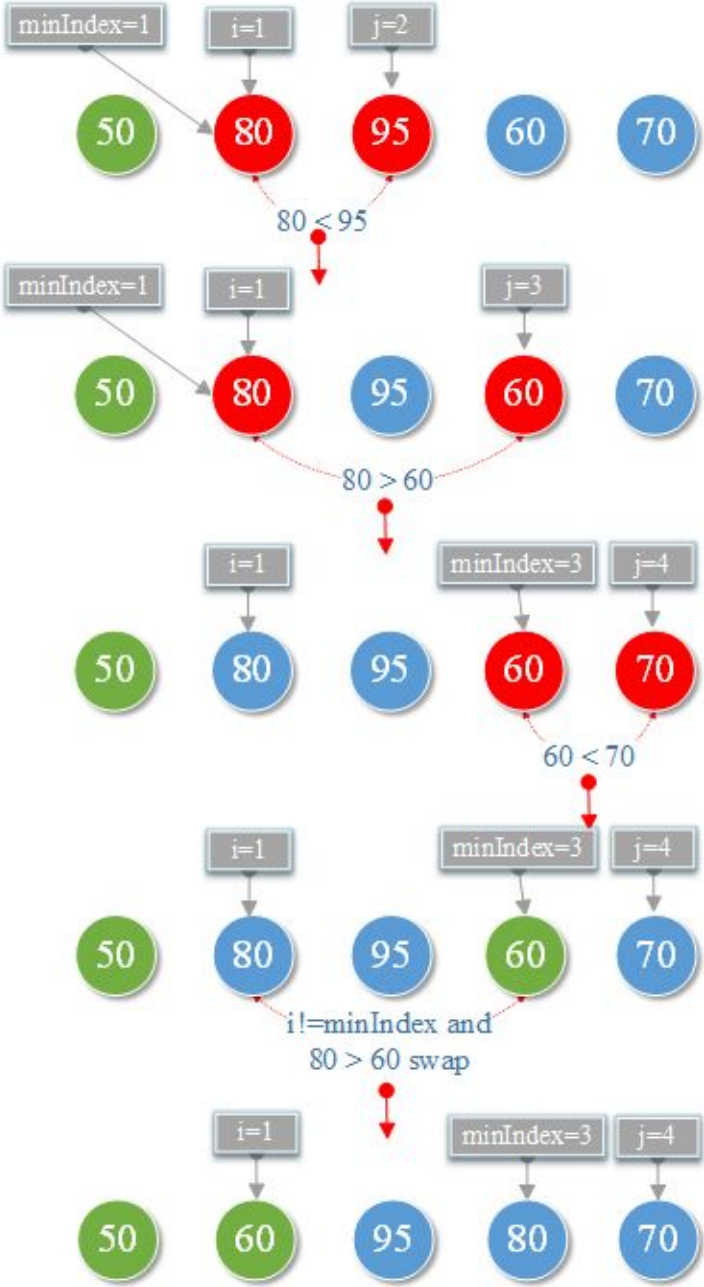 minIndex=1 i=1 j=2
50 80 95 60 70
80 < 95
minIndex=1 i=1 j=3
50 80 95 60 70
80 > 60
i=1 minIndex=3 j=4
50 80 95 60 70
60 < 70
i=1 minIndex=3 j=4
50 80 95 60 70
i!=minIndex and
80 > 60 swap
i=1 minIndex=3 j=4
50 60 95 80 70